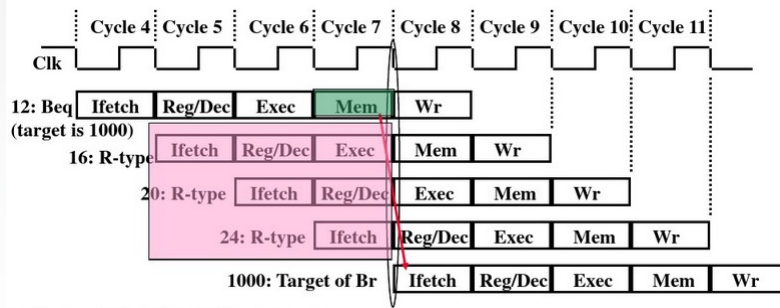 Cycle 4 Cycle 5 Cycle 6 Cycle 7 Cycle 8 Cycle 9 Cycle 10 Cycle 11
Clk
12: Beq Ifetch Reg/Dec Exec Mem Wr
(target is 1000)
16: R-type Ifetch Reg/Dec Exec Mem Wr
20: R-type Ifetch Reg/Dec Exec Mem Wr
24: R-type Ifetch Reg/Dec Exec Mem Wr
1000: Target of Br Ifetch Reg/Dec Exec Mem Wr